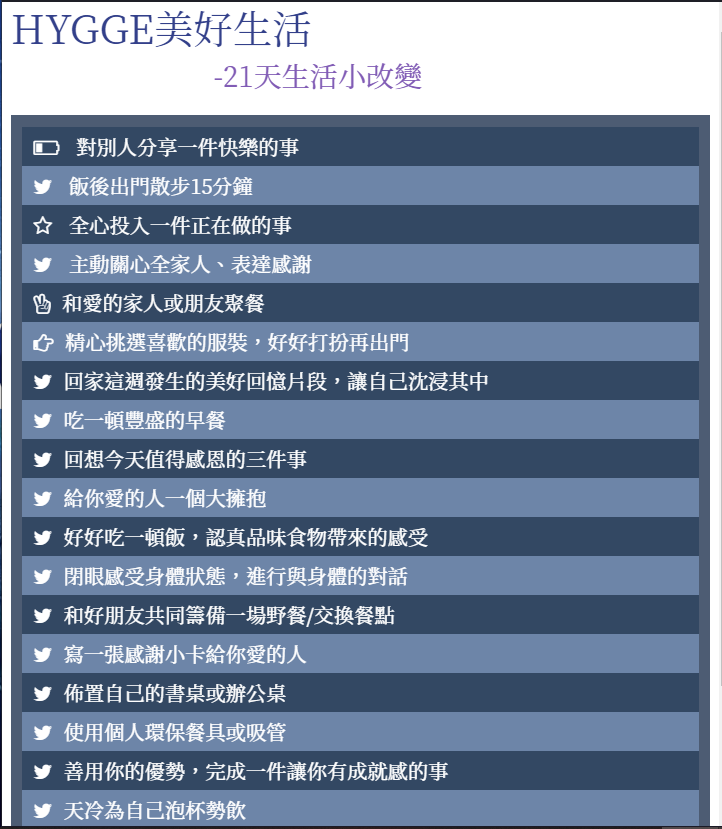 HYGGE美好生活
-21天生活小改變
對別人分享一件快樂的事
飯後出門散步15分鐘
全心投入一件正在做的事
主動關心全家人、表達感謝
和愛的家人或朋友聚餐
精心挑選喜歡的服裝，好好打扮再出門
回家這週發生的美好回憶片段，讓自己沈浸其中
吃一頓豐盛的早餐
回想今天值得感恩的三件事
給你愛的人一個大擁抱
好好吃一頓飯，認真品味食物帶來的感受
閉眼感受身體狀態，進行與身體的對話
和好朋友共同籌備一場野餐/交換餐點
寫一張感謝小卡給你愛的人
佈置自己的書桌或辦公桌
使用個人環保餐具或吸管
善用你的優勢，完成一件讓你有成就感的事
天冷為自己泡杯勢飲